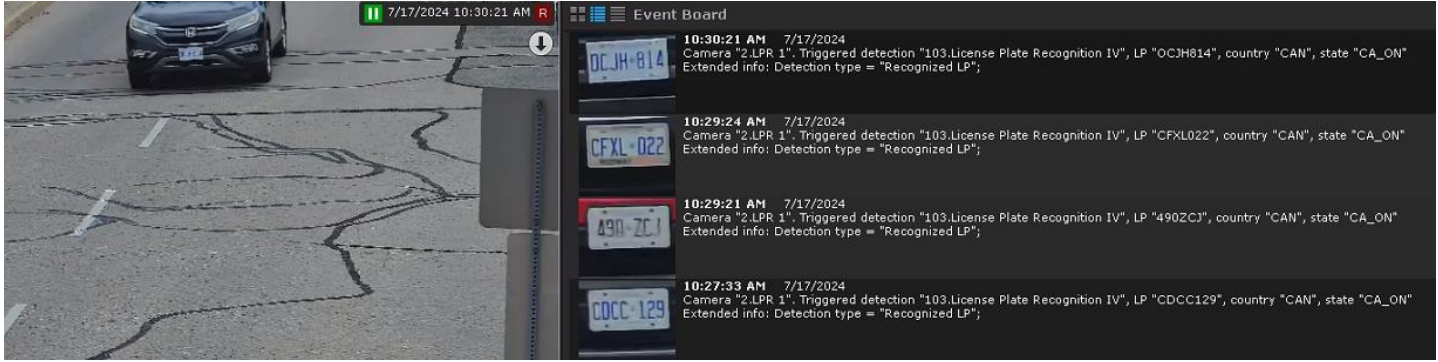 7/17/2024 10:30:21 AM R
Event Board
OCJH 814
10:30:21 AM 7/17/2024
Camera "2.LPR 1". Triggered detection "103.License Plate Recognition IV", LP "OCJH814", country "CAN", state "CA_ON"
Extended info: Detection type = "Recognized LP";
CFXL 022
10:29:24 AM 7/17/2024
Camera "2.LPR 1". Triggered detection "103.License Plate Recognition IV", LP "CFXL022", country "CAN", state "CA_ON"
Extended info: Detection type = "Recognized LP";
490 ZCJ
10:29:21 AM 7/17/2024
Camera "2.LPR 1". Triggered detection "103.License Plate Recognition IV", LP "490ZCJ", country "CAN", state "CA_ON"
Extended info: Detection type = "Recognized LP";
CDCC 129
10:27:33 AM 7/17/2024
Camera "2.LPR 1". Triggered detection "103.License Plate Recognition IV", LP "CDCC129", country "CAN", state "CA_ON"
Extended info: Detection type = "Recognized LP";